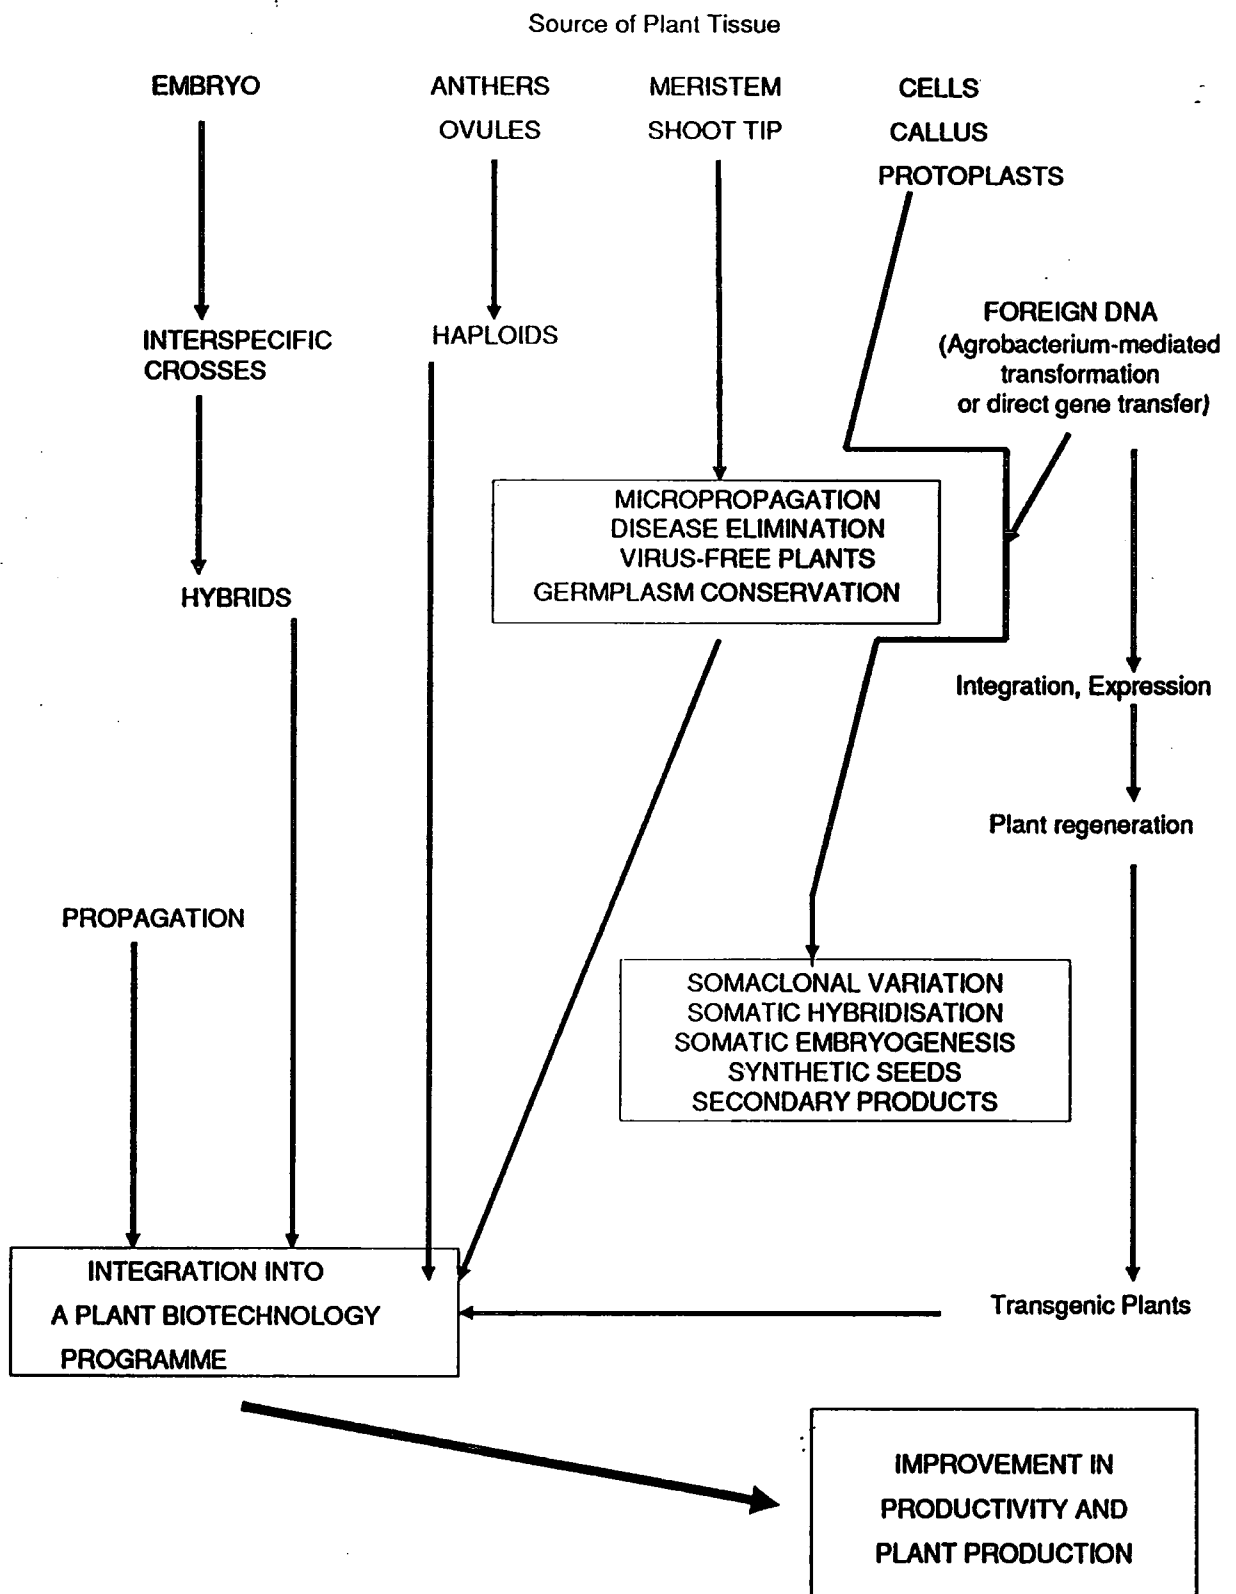 Source of Plant Tissue
EMBRYO
ANTHERS
OVULES
MERISTEM
SHOOT TIP
CELLS
CALLUS
PROTOPLASTS
INTERSPECIFIC
CROSSES
HAPLOIDS
FOREIGN DNA
(Agrobacterium-mediated
transformation
or direct gene transfer)
MICROPROPAGATION
DISEASE ELIMINATION
VIRUS-FREE PLANTS
GERMPLASM CONSERVATION
HYBRIDS
Integration, Expression
Plant regeneration
PROPAGATION
SOMACLONAL VARIATION
SOMATIC HYBRIDISATION
SOMATIC EMBRYOGENESIS
SYNTHETIC SEEDS
SECONDARY PRODUCTS
INTEGRATION INTO
A PLANT BIOTECHNOLOGY
PROGRAMME
Transgenic Plants
IMPROVEMENT IN
PRODUCTIVITY AND
PLANT PRODUCTION